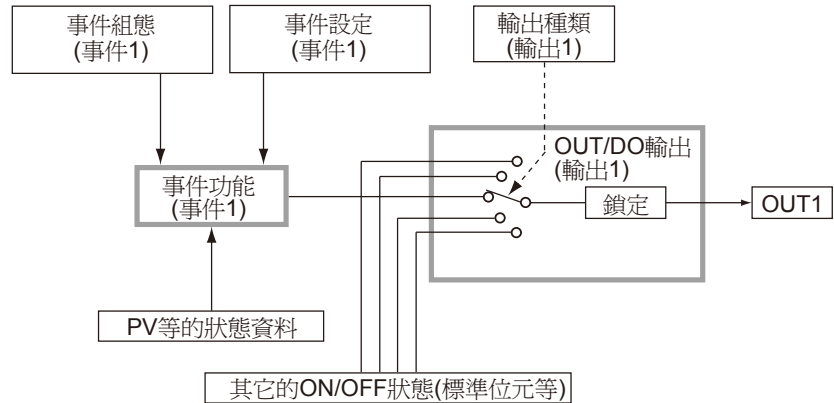 事件組態
(事件1)
事件設定
(事件1)
輸出種類
(輸出1)
OUT/DO輸出
(輸出1)
事件功能
(事件1)
鎖定
OUT1
PV等的狀態資料
其它的ON/OFF狀態(標準位元等)